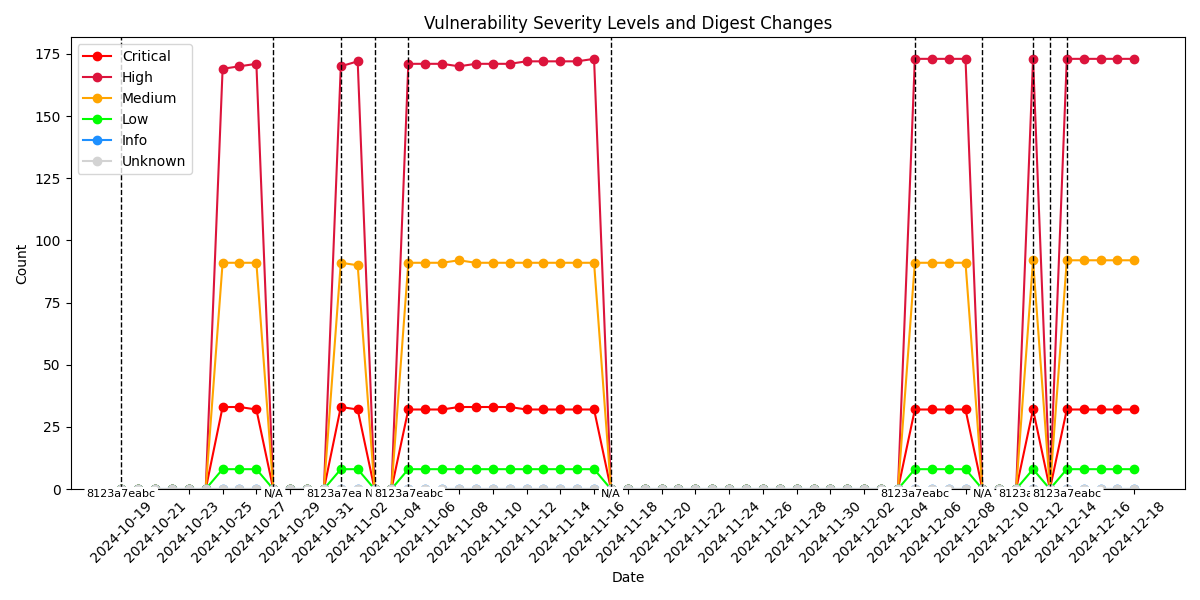 Vulnerability Severity Levels and Digest Changes
Critical
High
Medium
Low
Info
Unknown
175
150
125
100
75
50
25
0
Count
8123a7eabc
N/A
8123a7ea
N
8123a7eabc
N/A
8123a7eabc
N/A
8123a
8123a7eabc
2024-10-19
2024-10-21
2024-10-23
2024-10-25
2024-10-27
2024-10-29
2024-10-31
2024-11-02
2024-11-04
2024-11-06
2024-11-08
2024-11-10
2024-11-12
2024-11-14
2024-11-16
2024-11-18
2024-11-20
2024-11-22
2024-11-24
2024-11-26
2024-11-28
2024-11-30
2024-12-02
2024-12-04
2024-12-06
2024-12-08
2024-12-10
2024-12-12
2024-12-14
2024-12-16
2024-12-18
Date